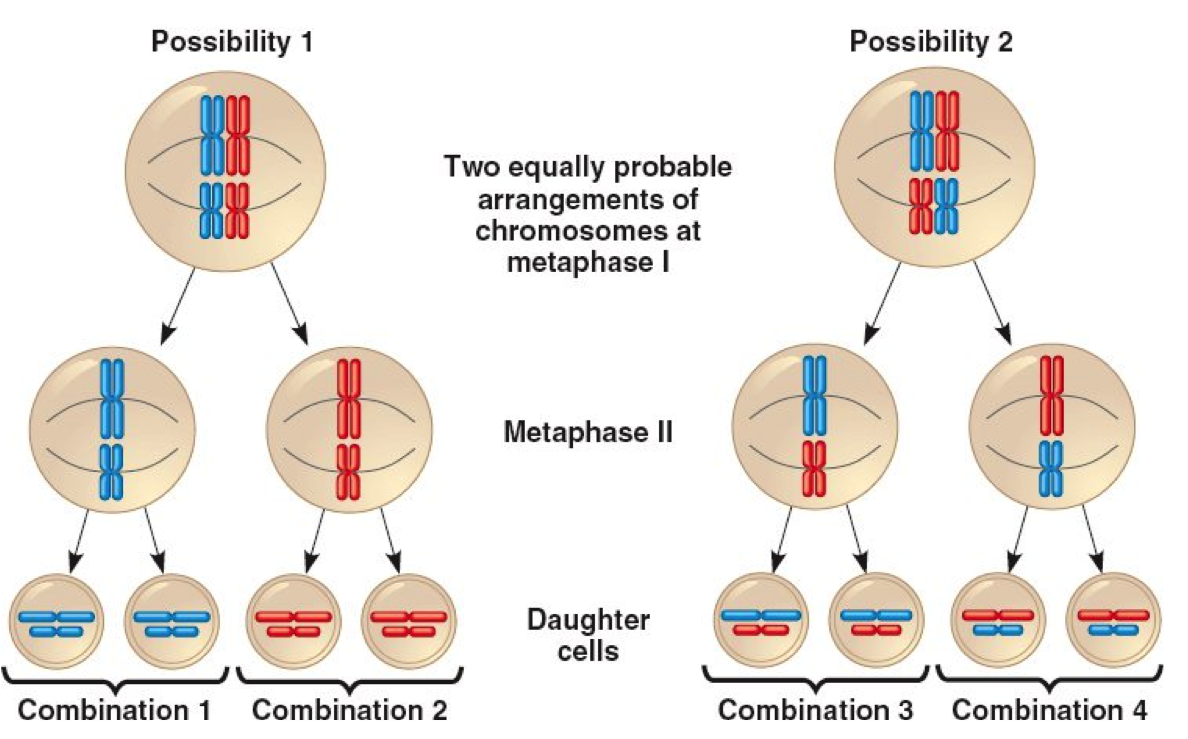 Possibility 1
Possibility 2
Two equally probable
arrangements of
chromosomes at
metaphase I
Metaphase II
Daughter
cells
Combination 1
Combination 2
Combination 3
Combination 4